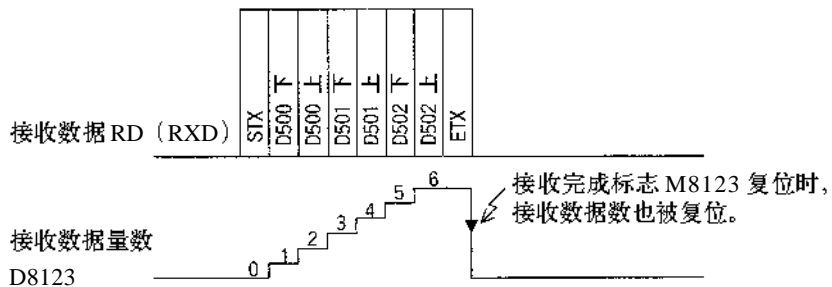 接收数据 RD（RXD）
STX
D500 下
D500 上
D501 下
D501 上
D502 下
D502 上
ETX
接收数据量数
D8123
0
1
2
3
4
5
6
接收完成标志 M8123 复位时，
接收数据数也被复位。